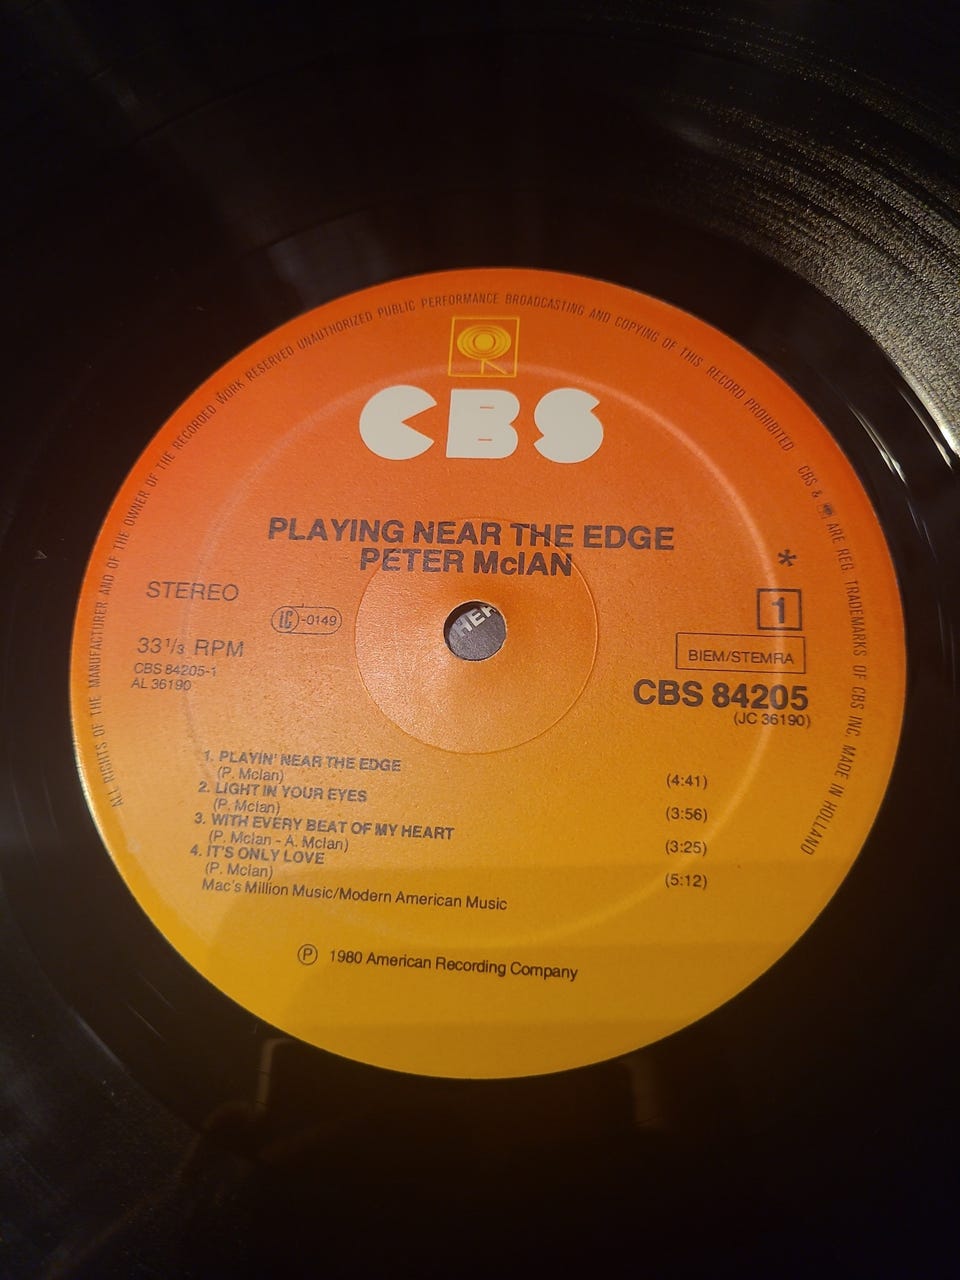 ALL RIGHTS OF THE MANUFACTURER AND OF THE OWNER OF THE RECORDED WORK RESERVED UNAUTHORIZED PUBLIC PERFORMANCE BROADCASTING AND COPYING OF THIS RECORD PROHIBITED
CBS & ARE REG. TRADEMARKS OF CBS INC. MADE IN HOLLAND
CBS
PLAYING NEAR THE EDGE
PETER McIAN
*
STEREO
LC-0149
1
33 1/3 RPM
BIEM/STEMRA
CBS 84205-1
AL 36190
CBS 84205
(JC 36190)
HER
1. PLAYIN' NEAR THE EDGE
(P. McIan) (4:41)
2. LIGHT IN YOUR EYES
(P. McIan) (3:56)
3. WITH EVERY BEAT OF MY HEART
(P. McIan - A. McIan) (3:25)
4. IT'S ONLY LOVE
(P. McIan) (5:12)
Mac's Million Music/Modern American Music
Ⓟ 1980 American Recording Company